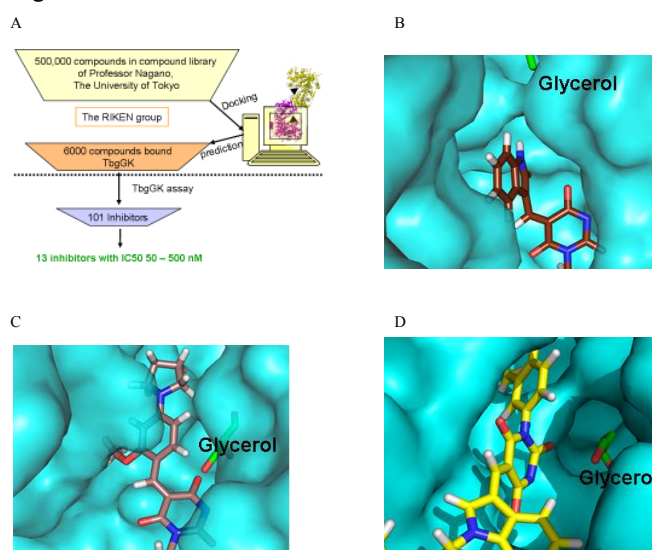 A
500,000 compounds in compound library
of Professor Nagano,
The University of Tokyo
The RIKEN group
Docking
prediction
6000 compounds bound
TbgGK
TbgGK assay
101 Inhibitors
13 inhibitors with IC50 50 – 500 nM
B
Glycerol
C
Glycerol
D
Glycerol